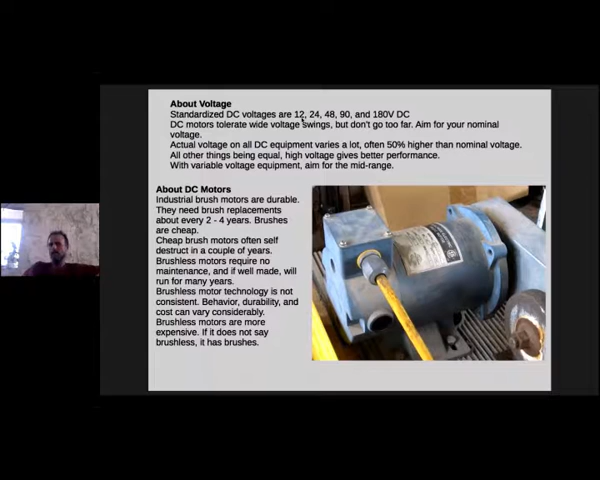 About Voltage
Standardized DC voltages are 12, 24, 48, 90, and 180V DC
DC motors tolerate wide voltage swings, but don't go too far. Aim for your nominal
voltage.
Actual voltage on all DC equipment varies a lot, often 50% higher than nominal voltage.
All other things being equal, high voltage gives better performance.
With variable voltage equipment, aim for the mid-range.
About DC Motors
Industrial brush motors are durable.
They need brush replacements
about every 2 - 4 years. Brushes
are cheap.
Cheap brush motors often self
destruct in a couple of years.
Brushless motors require no
maintenance, and if well made, will
run for many years.
Brushless motor technology is not
consistent. Behavior, durability, and
cost can vary considerably.
Brushless motors are more
expensive. If it does not say
brushless, it has brushes.